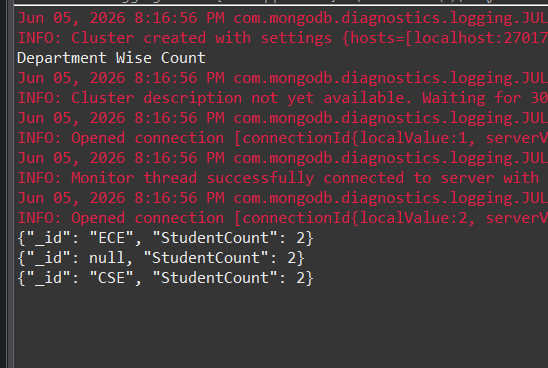 Jun 05, 2026 8:16:56 PM com.mongodb.diagnostics.logging.JUL
INFO: Cluster created with settings {hosts=[localhost:27017
Department Wise Count
Jun 05, 2026 8:16:56 PM com.mongodb.diagnostics.logging.JUL
INFO: Cluster description not yet available. Waiting for 30
Jun 05, 2026 8:16:56 PM com.mongodb.diagnostics.logging.JUL
INFO: Opened connection [connectionId{localValue:1, serverV
Jun 05, 2026 8:16:56 PM com.mongodb.diagnostics.logging.JUL
INFO: Monitor thread successfully connected to server with
Jun 05, 2026 8:16:56 PM com.mongodb.diagnostics.logging.JUL
INFO: Opened connection [connectionId{localValue:2, serverV
{"_id": "ECE", "StudentCount": 2}
{"_id": null, "StudentCount": 2}
{"_id": "CSE", "StudentCount": 2}